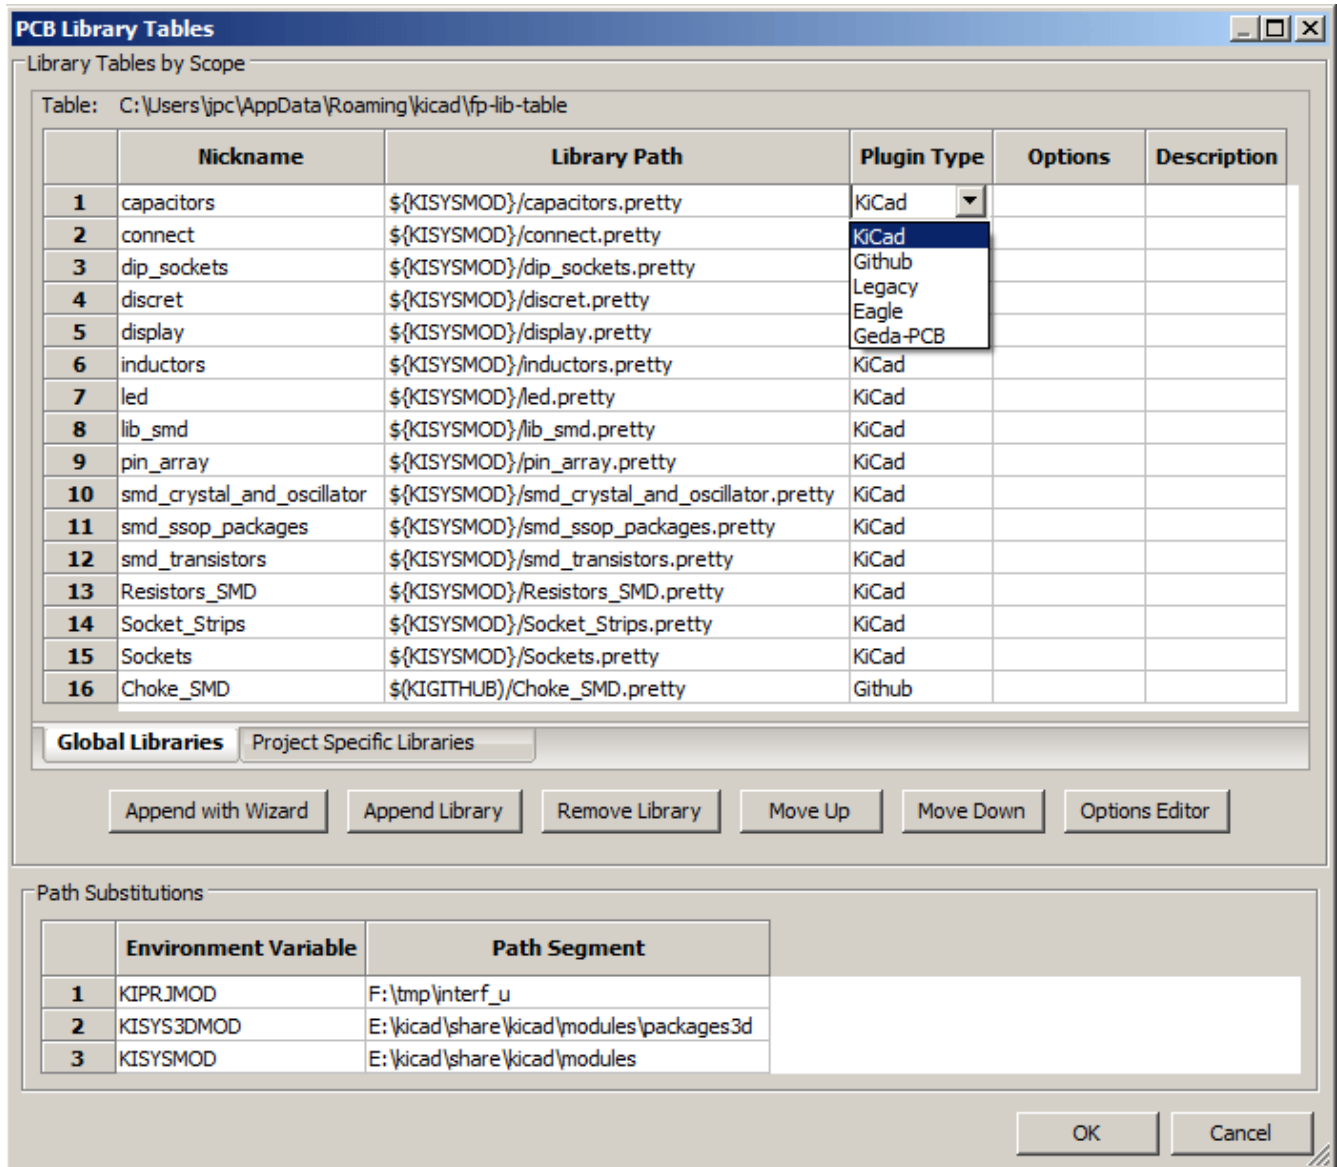 PCB Library Tables
Library Tables by Scope
Table: C:\Users\jpc\AppData\Roaming\kicad\fp-lib-table
Nickname Library Path Plugin Type Options Description
1 capacitors ${KISYSMOD}/capacitors.pretty KiCad
2 connect ${KISYSMOD}/connect.pretty KiCad
3 dip_sockets ${KISYSMOD}/dip_sockets.pretty Github
4 discret ${KISYSMOD}/discret.pretty Legacy
Eagle
5 display ${KISYSMOD}/display.pretty Geda-PCB
6 inductors ${KISYSMOD}/inductors.pretty KiCad
7 led ${KISYSMOD}/led.pretty KiCad
8 lib_smd ${KISYSMOD}/lib_smd.pretty KiCad
9 pin_array ${KISYSMOD}/pin_array.pretty KiCad
10 smd_crystal_and_oscillator ${KISYSMOD}/smd_crystal_and_oscillator.pretty KiCad
11 smd_ssop_packages ${KISYSMOD}/smd_ssop_packages.pretty KiCad
12 smd_transistors ${KISYSMOD}/smd_transistors.pretty KiCad
13 Resistors_SMD ${KISYSMOD}/Resistors_SMD.pretty KiCad
14 Socket_Strips ${KISYSMOD}/Socket_Strips.pretty KiCad
15 Sockets ${KISYSMOD}/Sockets.pretty KiCad
16 Choke_SMD $(KIGITHUB)/Choke_SMD.pretty Github
Global Libraries Project Specific Libraries
Append with Wizard Append Library Remove Library Move Up Move Down Options Editor
Path Substitutions
Environment Variable Path Segment
1 KIPRJMOD F:\tmp\interf_u
2 KISYS3DMOD E:\kicad\share\kicad\modules\packages3d
3 KISYSMOD E:\kicad\share\kicad\modules
OK Cancel